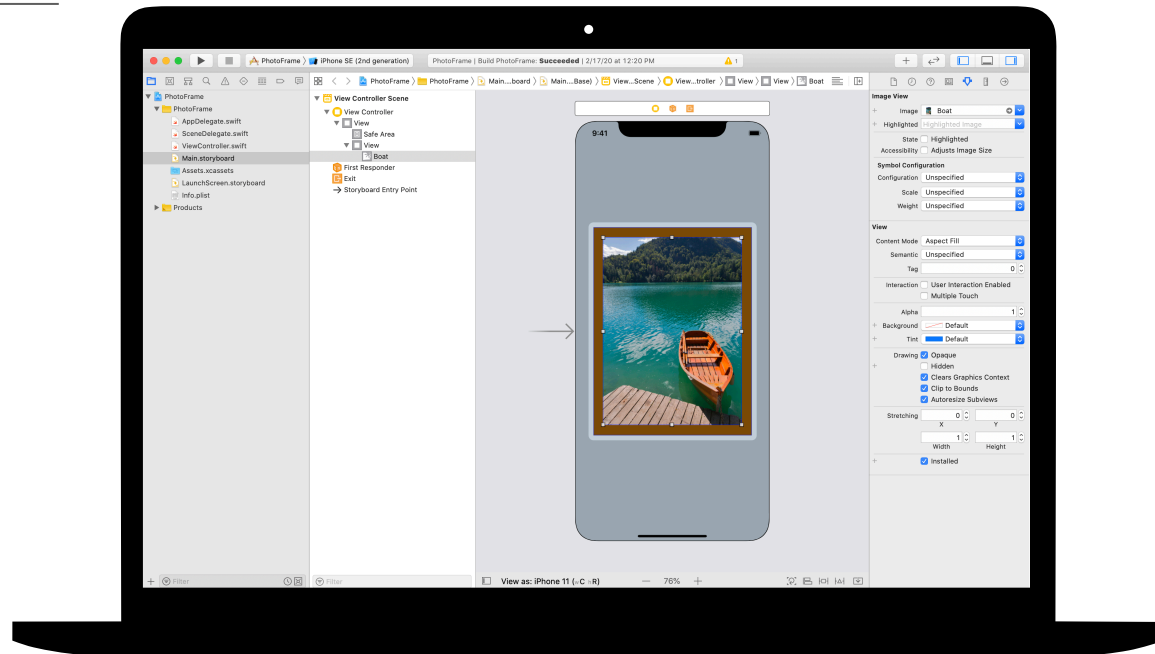 PhotoFrame
iPhone SE (2nd generation)
PhotoFrame | Build PhotoFrame: Succeeded | 2/17/20 at 12:20 PM
1
PhotoFrame
PhotoFrame
AppDelegate.swift
SceneDelegate.swift
ViewController.swift
Main.storyboard
Assets.xcassets
LaunchScreen.storyboard
Info.plist
Products
Filter
PhotoFrame
PhotoFrame
Main....board
Main....Base)
View...Scene
View...troller
View
View
Boat
View Controller Scene
View Controller
View
Safe Area
View
Boat
First Responder
Exit
Storyboard Entry Point
Filter
9:41
View as: iPhone 11 (wC hR)
76%
Image View
Image Boat
Highlighted Highlighted Image
State Highlighted
Accessibility Adjusts Image Size
Symbol Configuration
Configuration Unspecified
Scale Unspecified
Weight Unspecified
View
Content Mode Aspect Fill
Semantic Unspecified
Tag 0
Interaction User Interaction Enabled
Multiple Touch
Alpha 1
Background Default
Tint Default
Drawing Opaque
Hidden
Clears Graphics Context
Clip to Bounds
Autoresize Subviews
Stretching 0 0
X Y
1 1
Width Height
Installed